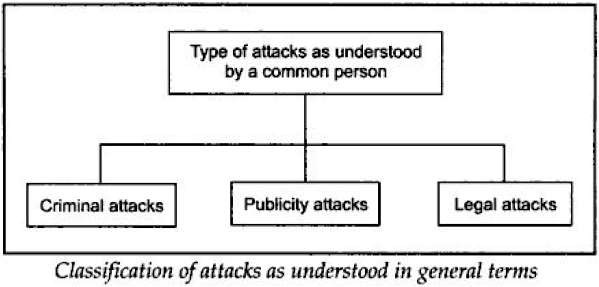 Type of attacks as understood
by a common person
Criminal attacks
Publicity attacks
Legal attacks
Classification of attacks as understood in general terms